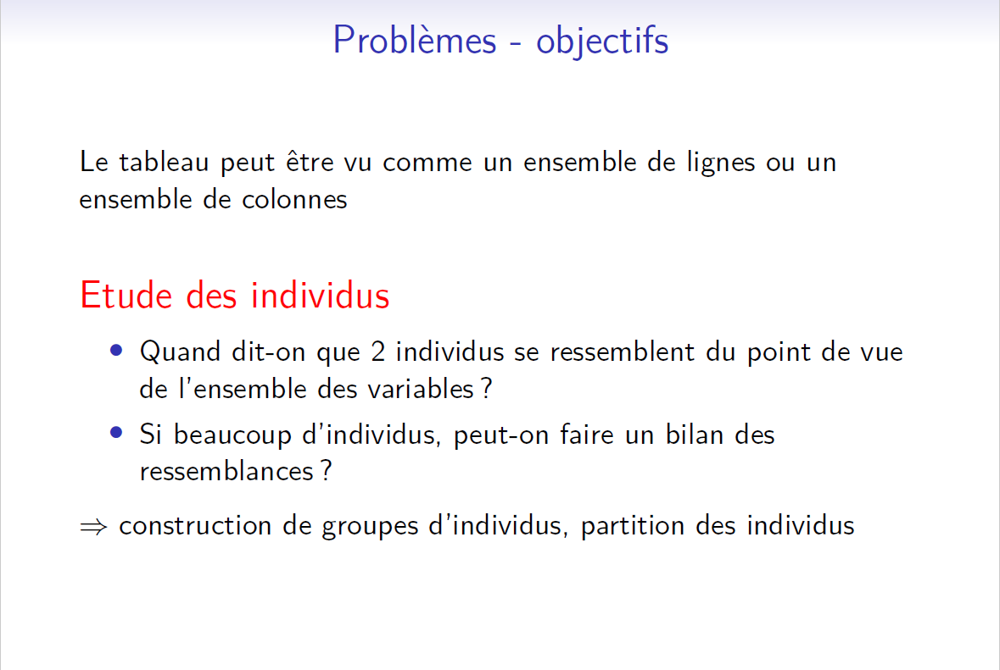 Problèmes - objectifs
Le tableau peut être vu comme un ensemble de lignes ou un
ensemble de colonnes
Etude des individus
• Quand dit-on que 2 individus se ressemblent du point de vue
de l'ensemble des variables ?
• Si beaucoup d'individus, peut-on faire un bilan des
ressemblances ?
⇒ construction de groupes d'individus, partition des individus